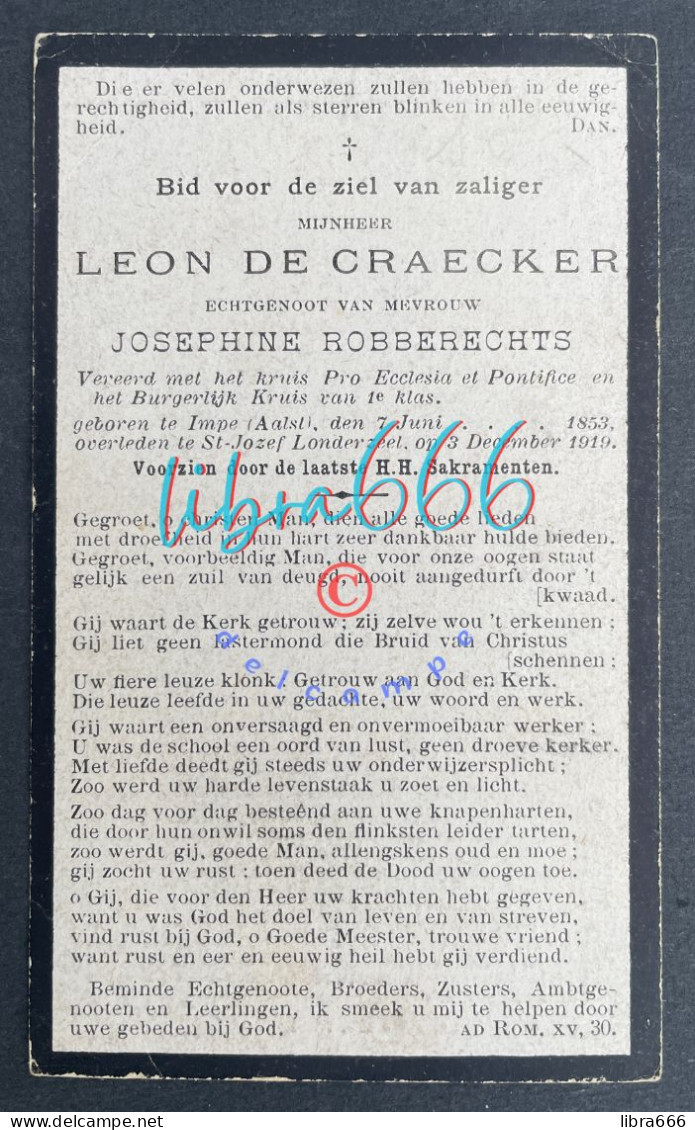 Die er velen onderwezen zullen hebben in de ge-
rechtigheid, zullen als sterren blinken in alle eeuwig-
heid. DAN.
†
Bid voor de ziel van zaliger
MIJNHEER
LEON DE CRAECKER
ECHTGENOOT VAN MEVROUW
JOSEPHINE ROBBERECHTS
Vereerd met het kruis Pro Ecclesia et Pontifice en
het Burgerlijk Kruis van 1e klas.
geboren te Impe (Aalst), den 7 Juni . . . . 1853,
overleden te St-Jozef Londerzeel, op 3 December 1919.
Voorzien door de laatste H.H. Sakramenten.
libra666
Gegroet, o christen Man, dien alle goede lieden
met droefheid in hun hart zeer dankbaar hulde bieden.
Gegroet, voorbeeldig Man, die voor onze oogen staat
gelijk een zuil van deugd, nooit aangedurft door 't
[kwaad.
©
Gij waart de Kerk getrouw; zij zelve wou 't erkennen;
Gij liet geen lastermond die Bruid van Christus
[schennen;
delcampe
Uw fiere leuze klonk: Getrouw aan God en Kerk.
Die leuze leefde in uw gedachte, uw woord en werk.
Gij waart een onversaagd en onvermoeibaar werker;
U was de school een oord van lust, geen droeve kerker.
Met liefde deedt gij steeds uw onderwijzersplicht;
Zoo werd uw harde levenstaak u zoet en licht.
Zoo dag voor dag besteênd aan uwe knapenharten,
die door hun onwil soms den flinksten leider tarten,
zoo werdt gij, goede Man, allengskens oud en moe;
gij zocht uw rust: toen deed de Dood uw oogen toe.
o Gij, die voor den Heer uw krachten hebt gegeven,
want u was God het doel van leven en van streven,
vind rust bij God, o Goede Meester, trouwe vriend;
want rust en eer en eeuwig heil hebt gij verdiend.
Beminde Echtgenoote, Broeders, Zusters, Ambtge-
nooten en Leerlingen, ik smeek u mij te helpen door
uwe gebeden bij God. AD ROM. XV, 30.
www.delcampe.net
libra666